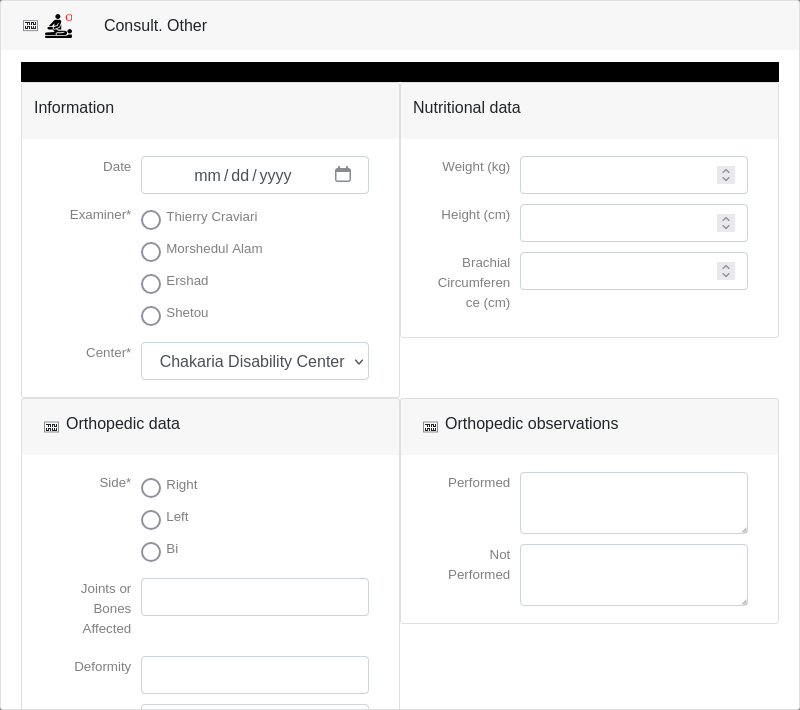 Consult. Other
Information
Date
mm/dd/yyyy
Examiner*
Thierry Craviari
Morshedul Alam
Ershad
Shetou
Center*
Chakaria Disability Center
Nutritional data
Weight (kg)
Height (cm)
Brachial
Circumferen
ce (cm)
Orthopedic data
Side*
Right
Left
Bi
Joints or
Bones
Affected
Deformity
Orthopedic observations
Performed
Not
Performed